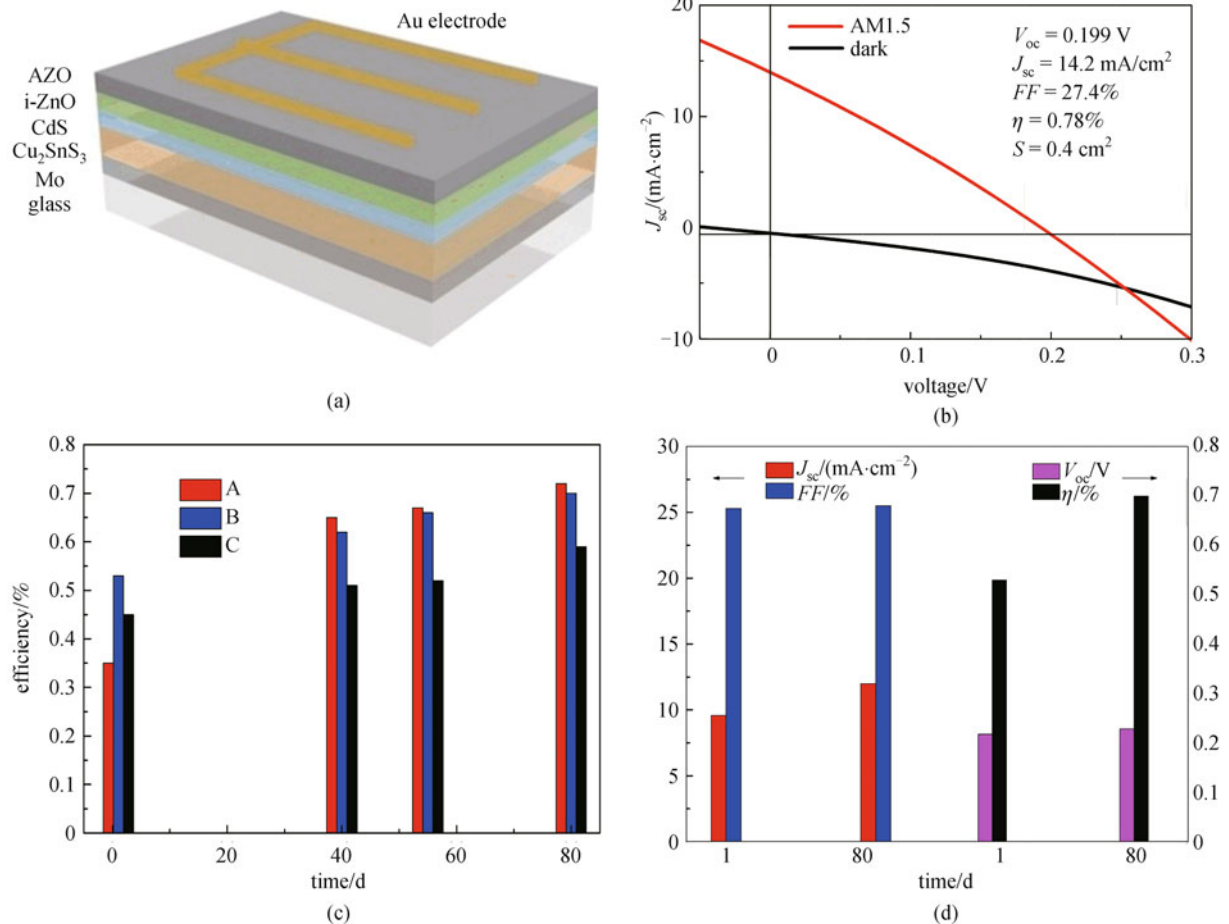 Au electrode
AZO
i-ZnO
CdS
Cu₂SnS₃
Mo
glass
(a)
20
10
0
−10
J_sc/(mA·cm⁻²)
AM1.5
dark
V_oc = 0.199 V
J_sc = 14.2 mA/cm²
FF = 27.4%
η = 0.78%
S = 0.4 cm²
0 0.1 0.2 0.3
voltage/V
(b)
0.8
0.7
0.6
0.5
0.4
0.3
0.2
0.1
0
efficiency/%
A
B
C
0 20 40 60 80
time/d
(c)
30
25
20
15
10
5
0
J_sc/(mA·cm⁻²)
FF/%
V_oc/V
η/%
0.8
0.7
0.6
0.5
0.4
0.3
0.2
0.1
0
1 80 1 80
time/d
(d)